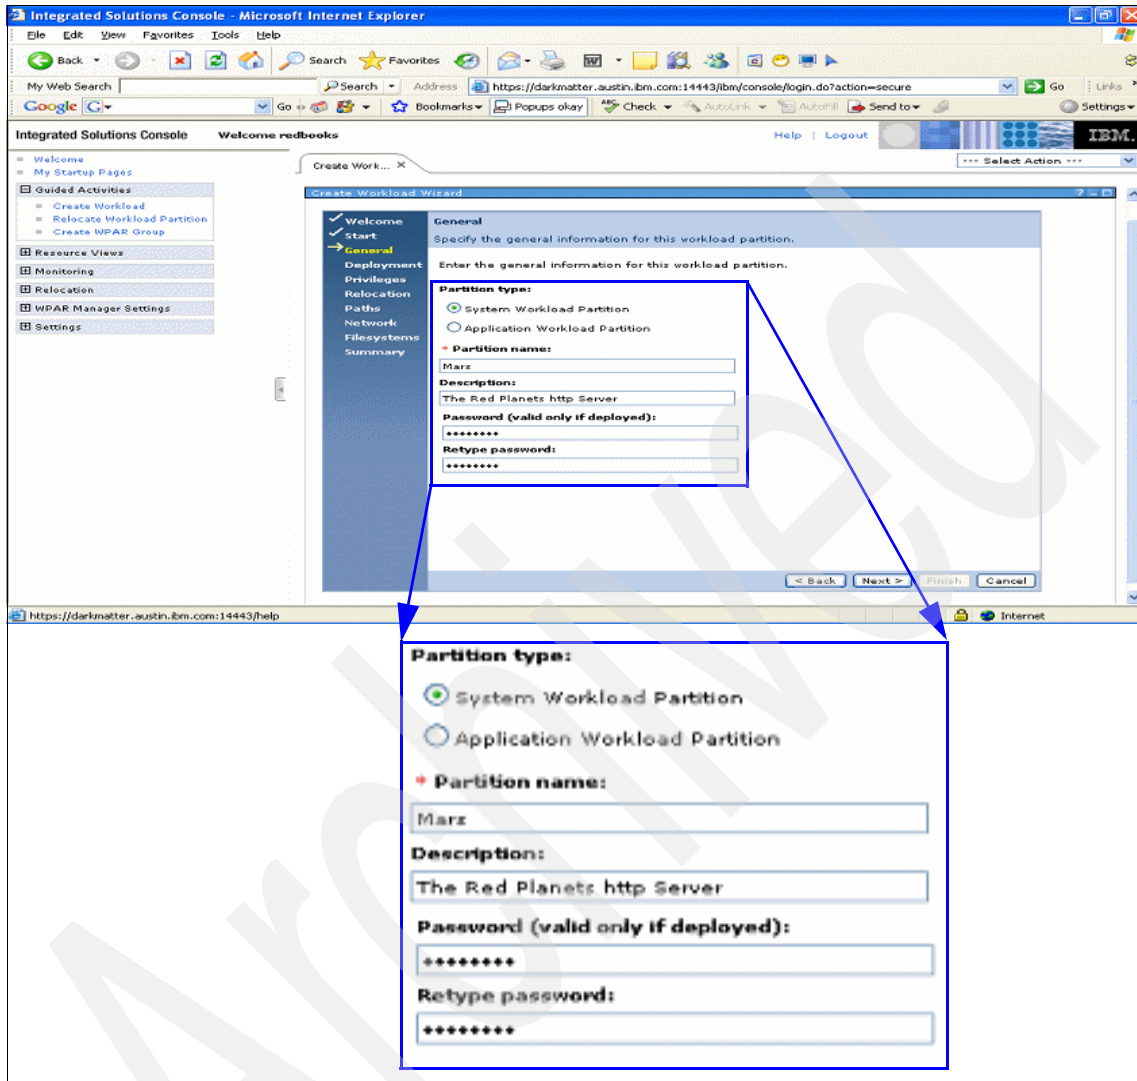 Integrated Solutions Console - Microsoft Internet Explorer
File Edit View Favorites Tools Help
Back Search Favorites
My Web Search Search Address https://darkmatter.austin.ibm.com:14443/ibm/console/login.do?action=secure Go Links
Google G Go Bookmarks Popups okay ABC Check AutoLink AutoFill Send to Settings
Integrated Solutions Console Welcome redbooks Help | Logout IBM.
Welcome
My Startup Pages
Guided Activities
Create Workload
Relocate Workload Partition
Create WPAR Group
Resource Views
Monitoring
Relocation
WPAR Manager Settings
Settings
Create Work... X
--- Select Action ---
Create Workload Wizard
Welcome
Start
General
Deployment
Privileges
Relocation
Paths
Network
Filesystems
Summary
General
Specify the general information for this workload partition.
Enter the general information for this workload partition.
Partition type:
System Workload Partition
Application Workload Partition
* Partition name:
Marz
Description:
The Red Planets http Server
Password (valid only if deployed):
••••••••
Retype password:
••••••••
< Back Next > Finish Cancel
https://darkmatter.austin.ibm.com:14443/help Internet
Partition type:
System Workload Partition
Application Workload Partition
* Partition name:
Marz
Description:
The Red Planets http Server
Password (valid only if deployed):
••••••••
Retype password:
••••••••
Archived